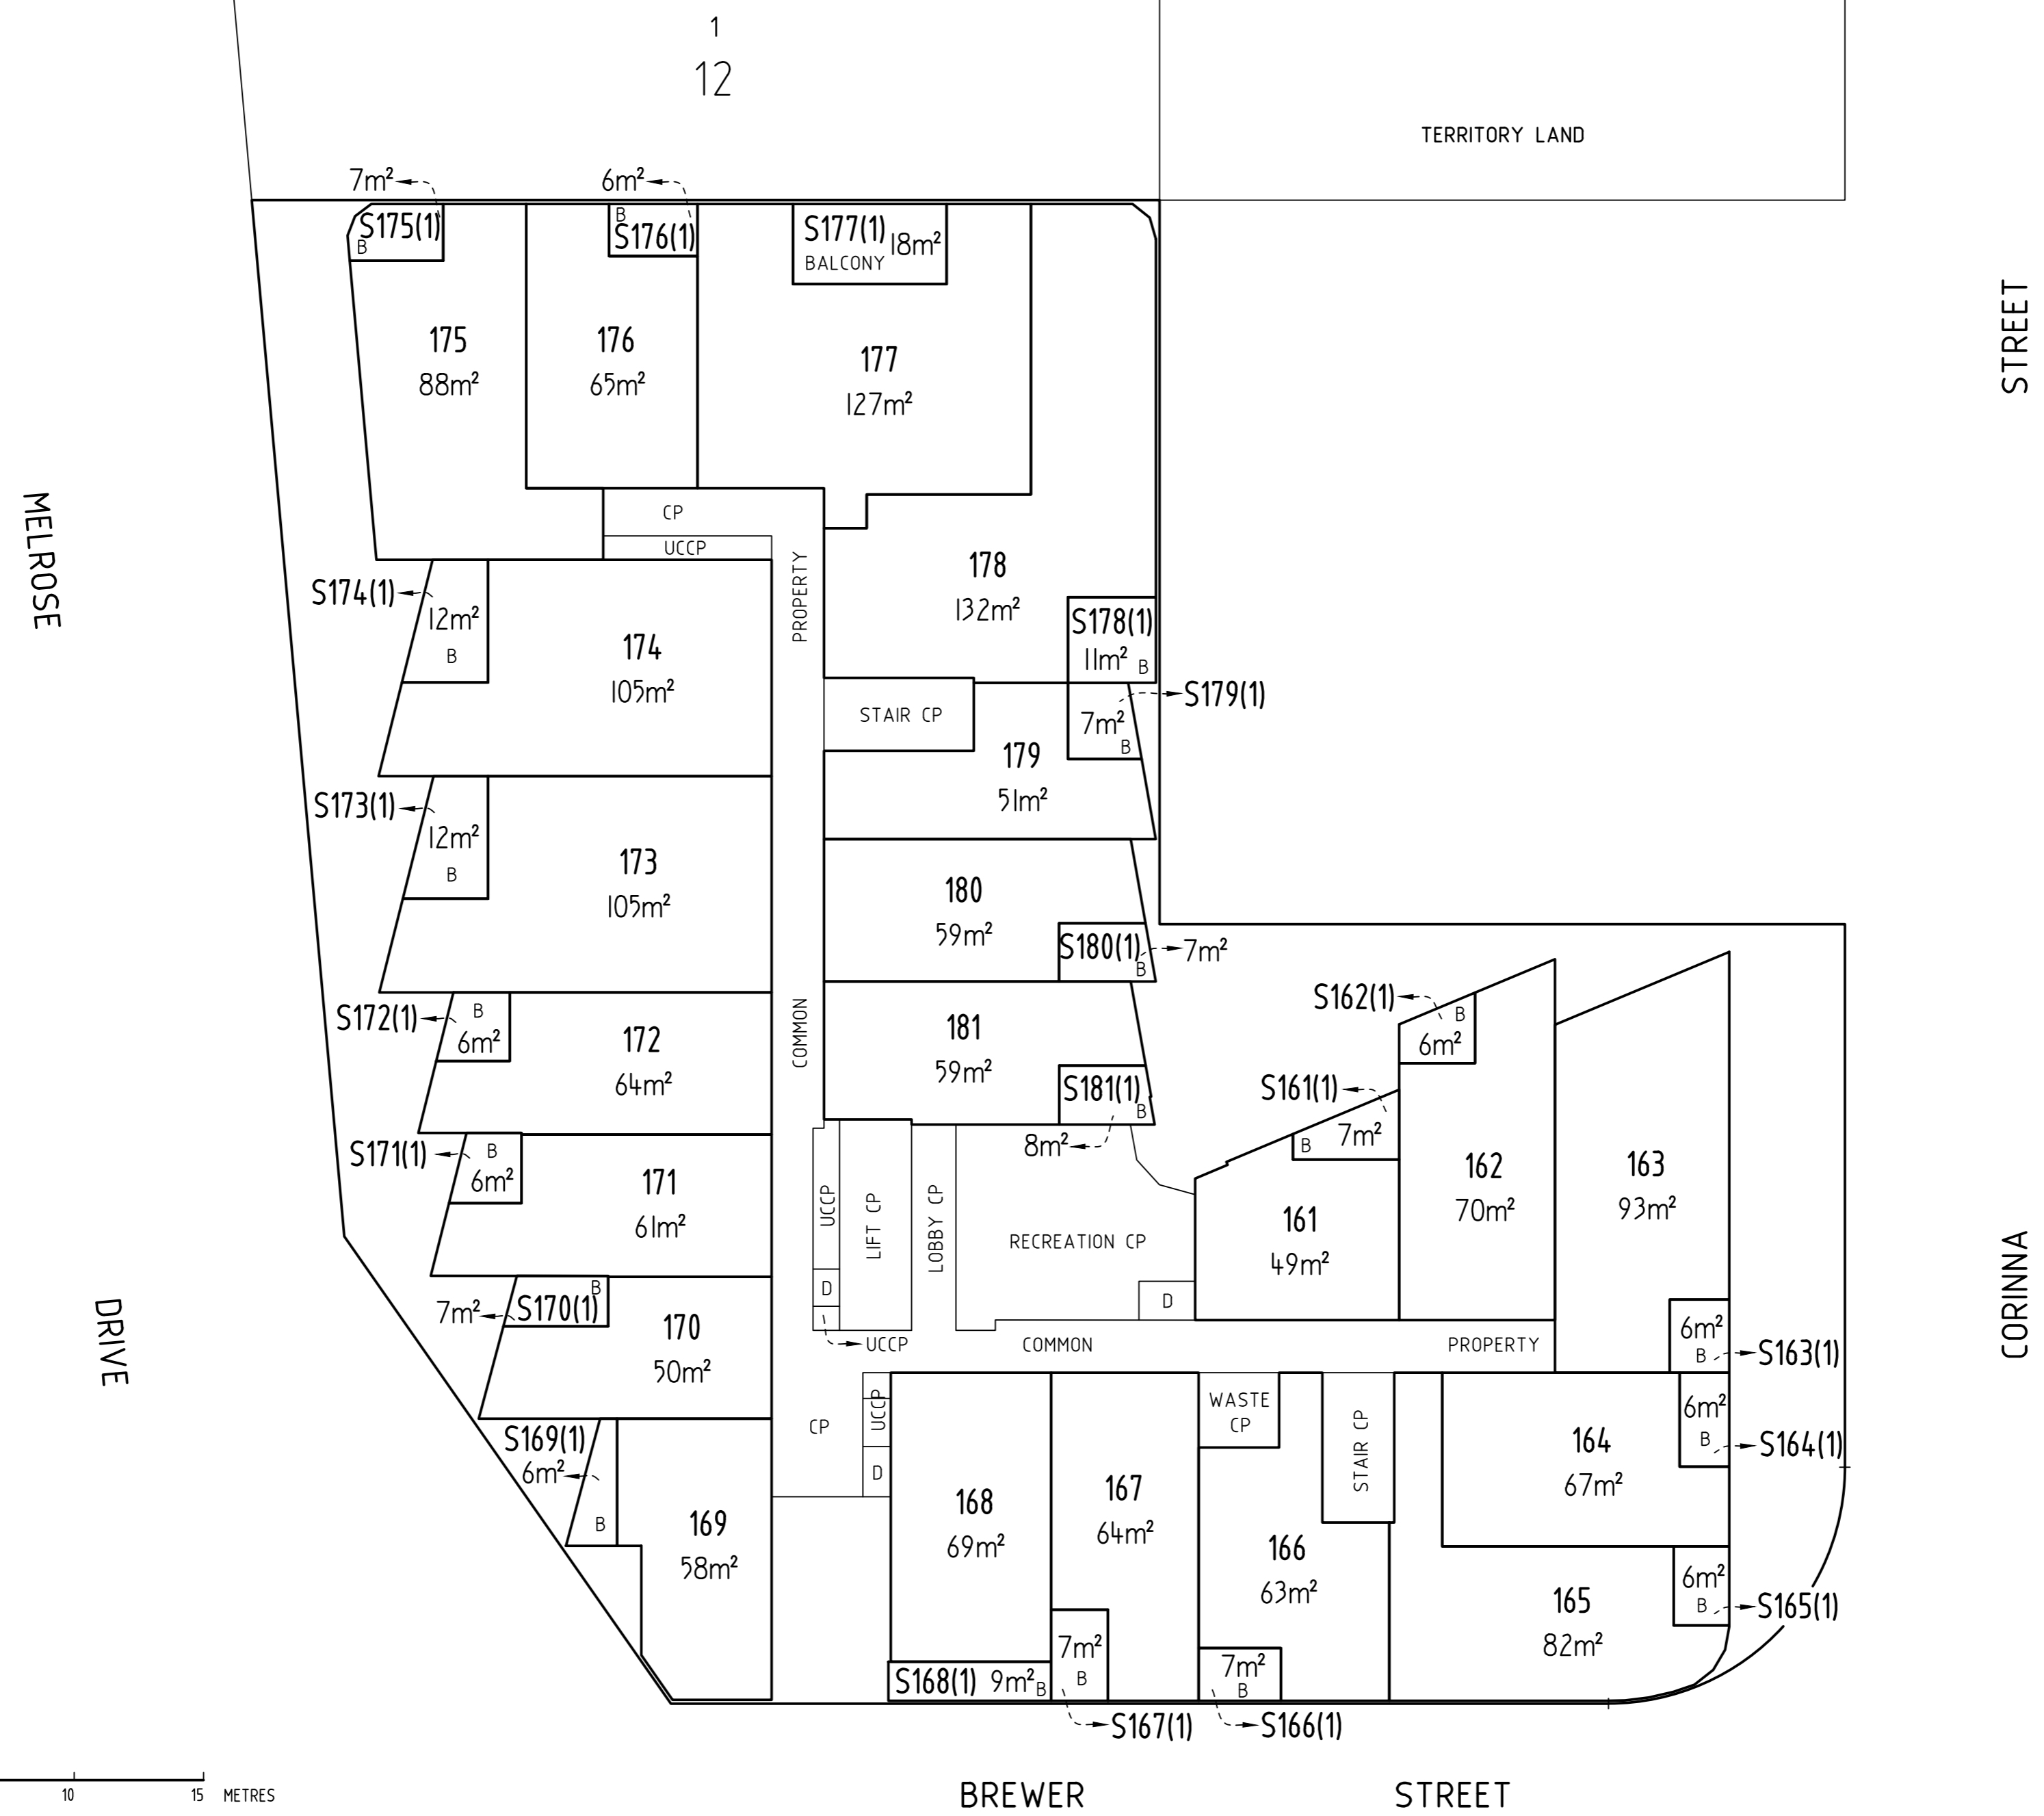 1
12
TERRITORY LAND
7m²
6m²
S175(1)
B
B
S176(1)
S177(1)
18m²
BALCONY
STREET
175
88m²
176
65m²
177
127m²
MELROSE
CP
UCCP
PROPERTY
S174(1)
12m²
B
174
105m²
178
132m²
S178(1)
11m²
B
STAIR CP
7m²
B
S179(1)
179
51m²
S173(1)
12m²
B
173
105m²
180
59m²
S180(1)
B
7m²
S172(1)
B
6m²
172
64m²
COMMON
181
59m²
S181(1)
B
8m²
S162(1)
B
6m²
S161(1)
B
7m²
S171(1)
B
6m²
171
61m²
UCCP
LIFT CP
LOBBY CP
RECREATION CP
D
D
161
49m²
162
70m²
163
93m²
CORINNA
DRIVE
7m²
S170(1)
B
170
50m²
UCCP
COMMON
PROPERTY
6m²
B
S163(1)
S169(1)
6m²
B
169
58m²
CP
UCCP
D
WASTE
CP
STAIR CP
164
67m²
6m²
B
S164(1)
168
69m²
167
64m²
166
63m²
165
82m²
6m²
B
S165(1)
S168(1)
9m²
B
7m²
B
S167(1)
7m²
B
S166(1)
10
15
METRES
BREWER
STREET